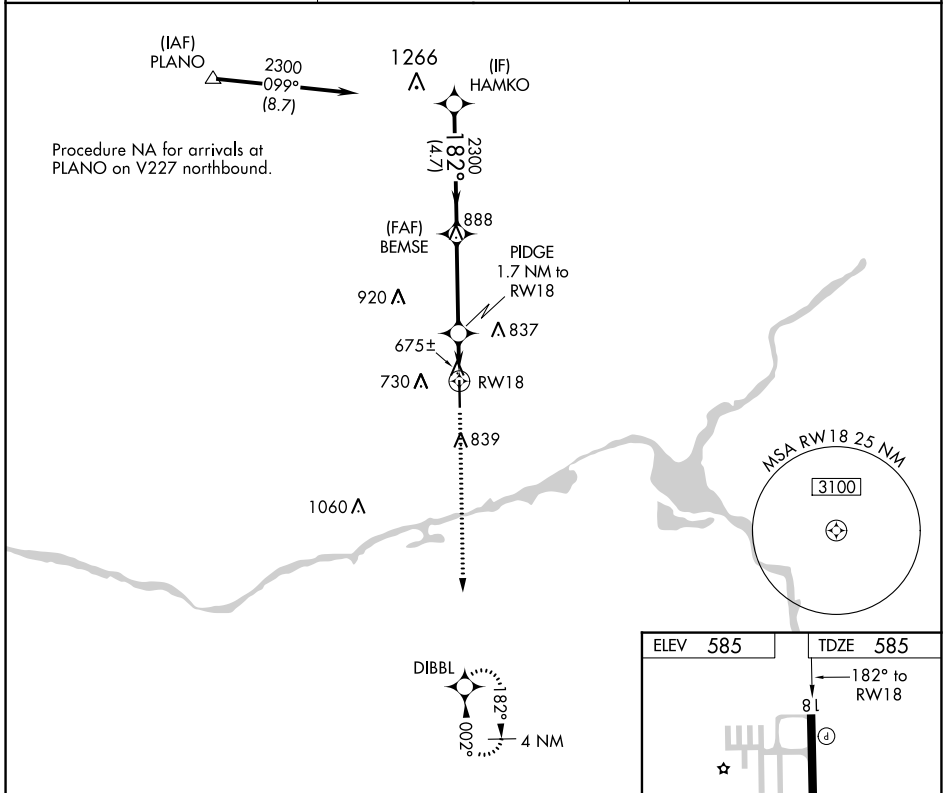 (IAF)
PLANO
2300
099°
(8.7)
1266
(IF)
HAMKO
Procedure NA for arrivals at
PLANO on V227 northbound.
2300
182°
(4.7)
(FAF)
BEMSE
888
PIDGE
1.7 NM to
RW18
920
837
675±
730
RW18
839
1060
MSA RW18 25 NM
3100
DIBBL
182°
002°
4 NM
ELEV 585
TDZE 585
182° to
RW18
18
P